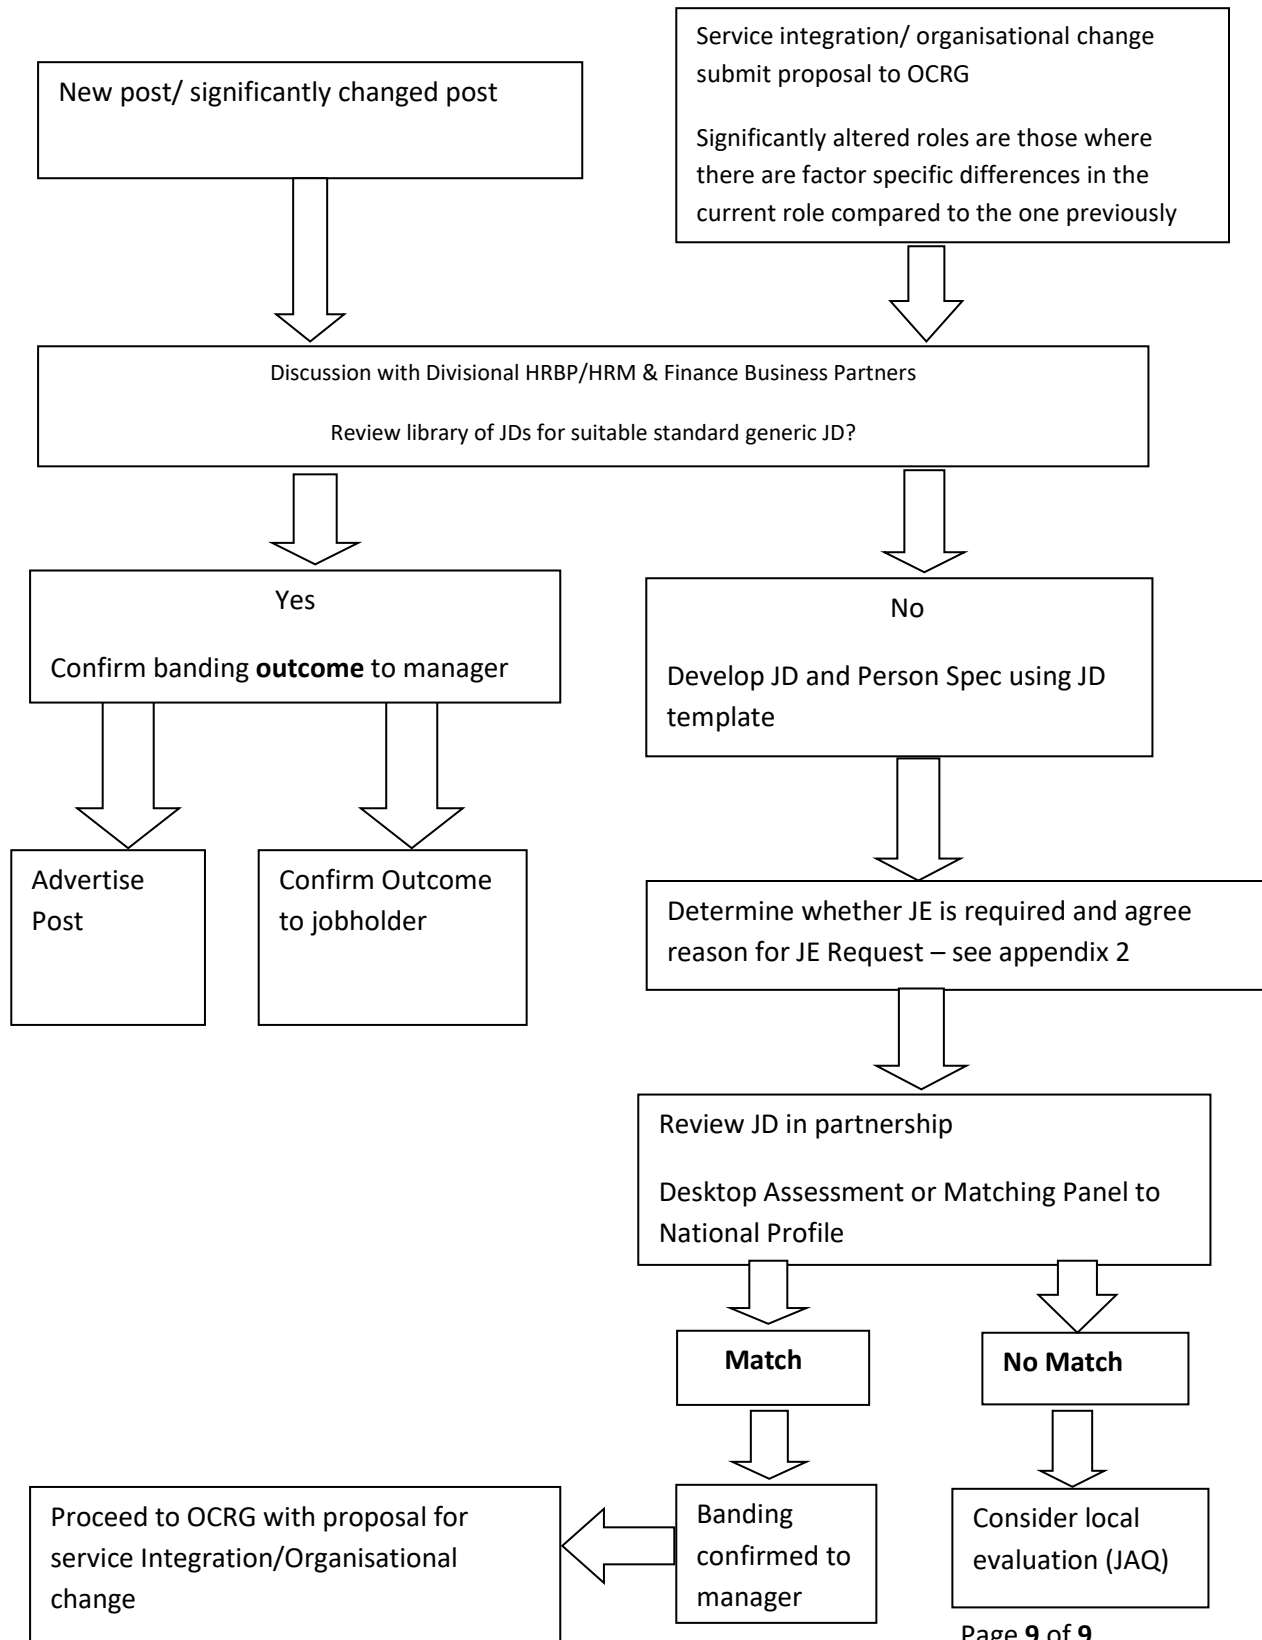 New post/ significantly changed post
Service integration/ organisational change
submit proposal to OCRG
Significantly altered roles are those where
there are factor specific differences in the
current role compared to the one previously
Discussion with Divisional HRBP/HRM & Finance Business Partners
Review library of JDs for suitable standard generic JD?
Yes
Confirm banding outcome to manager
No
Develop JD and Person Spec using JD
template
Advertise
Post
Confirm Outcome
to jobholder
Determine whether JE is required and agree
reason for JE Request – see appendix 2
Review JD in partnership
Desktop Assessment or Matching Panel to
National Profile
Match
No Match
Proceed to OCRG with proposal for
service Integration/Organisational
change
Banding
confirmed to
manager
Consider local
evaluation (JAQ)
Page 9 of 9